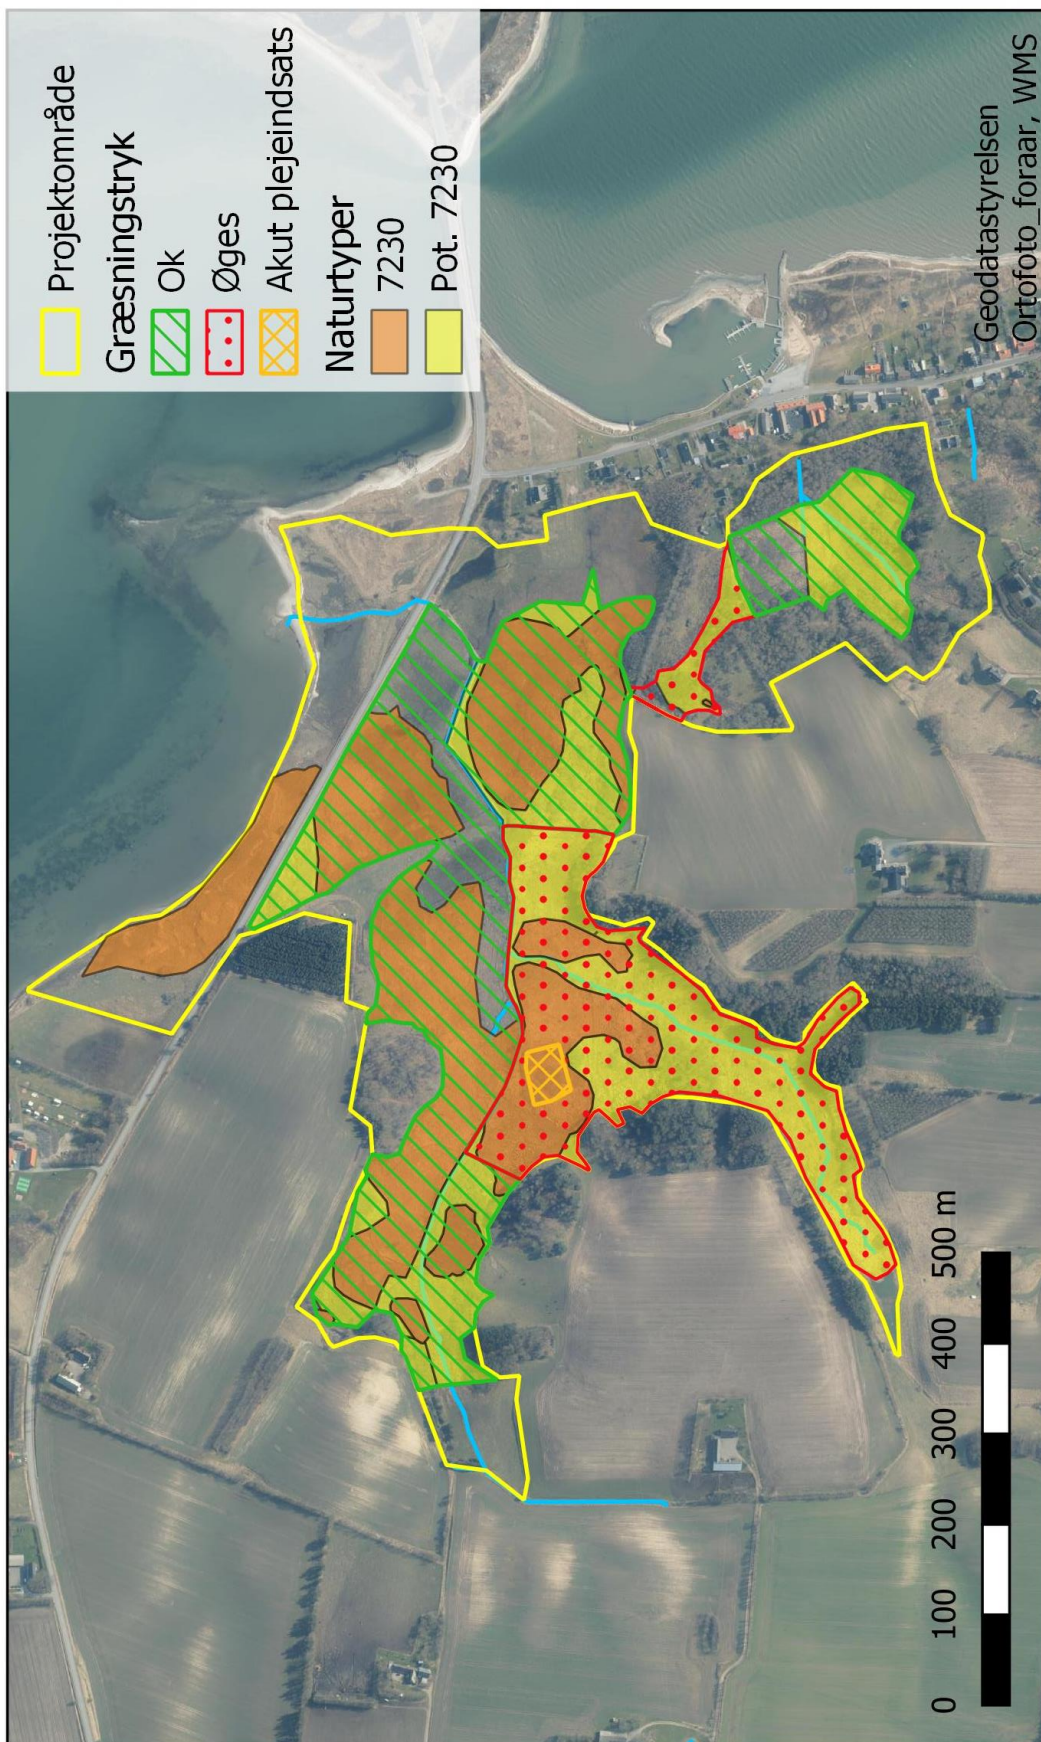 Projektområde
Græsningstryk
Ok
Øges
Akut plejeindsats
Naturtyper
7230
Pot. 7230
0 100 200 300 400 500 m
Geodatastyrelsen
Ortofoto_foraar, WMS